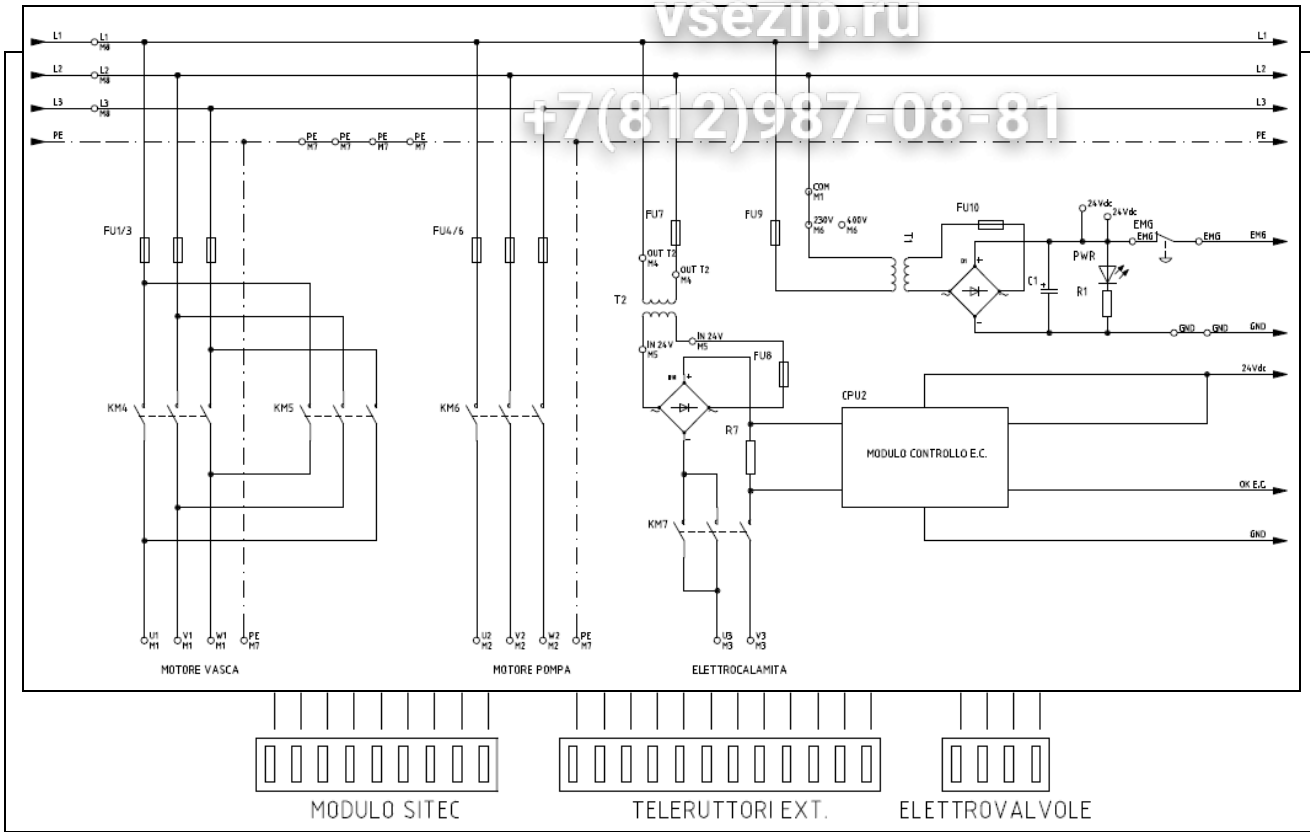 vsezip.ru
L1 L1 L1
M8
L2 L2 L2
M8
L3 L3 L3
M8
+7(812)987-08-81
PE PE PE PE PE PE
M7 M7 M7 M7
COM
M1
FU1/3 FU4/6 FU7 FU9 230V 400V FU10 24Vdc 24Vdc
M6 M6
EMG
EMG EMG EMG
T1
OUT T2
M4
OUT T2
M4
PWR
C1 R1
T2
IN 24V
M5
IN 24V
M5
FU8
GND GND GND
24Vdc
CPU2
KM4 KM5 KM6
R7
MODULO CONTROLLO E.C.
OK E.C.
KM7
GND
U1 V1 W1 PE U2 V2 W2 PE U3 V3
M1 M1 M1 M7 M2 M2 M2 M7 M3 M3
MOTORE VASCA MOTORE POMPA ELETTROCALAMITA
MODULO SITEC TELERUTTORI EXT. ELETTROVALVOLE